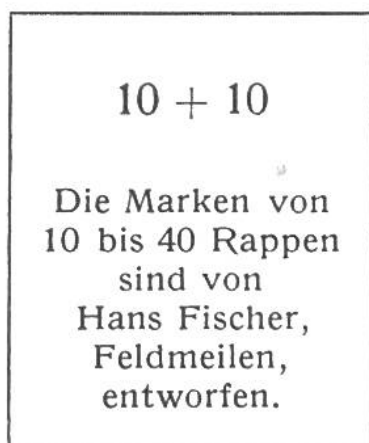 10 + 10
Die Marken von
10 bis 40 Rappen
sind von
Hans Fischer,
Feldmeilen,
entworfen.